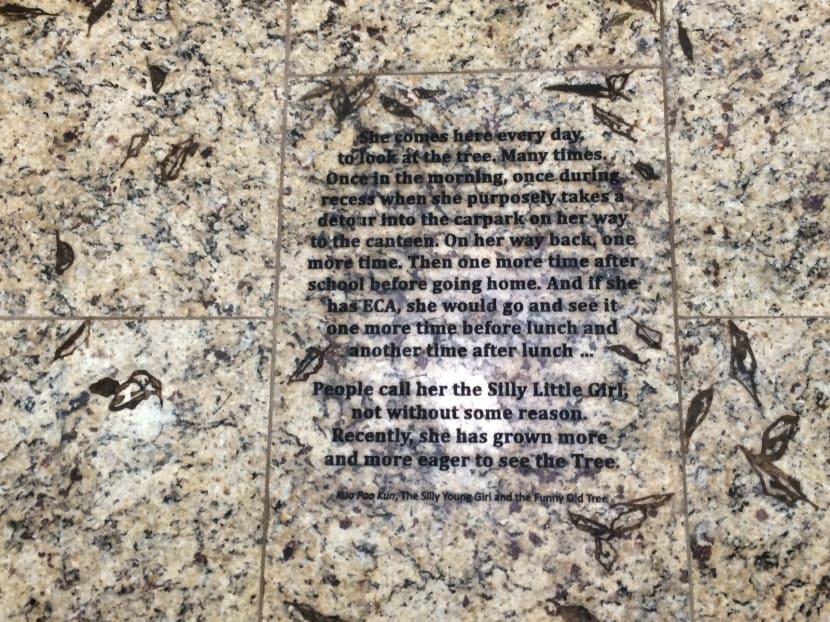 She comes here every day,
to look at the tree. Many times.
Once in the morning, once during
recess when she purposely takes a
detour into the carpark on her way
to the canteen. On her way back, one
more time. Then one more time after
school before going home. And if she
has ECA, she would go and see it
one more time before lunch and
another time after lunch ...
People call her the Silly Little Girl,
not without some reason.
Recently, she has grown more
and more eager to see the Tree.
Kuo Pao Kun, The Silly Young Girl and the Funny Old Tree